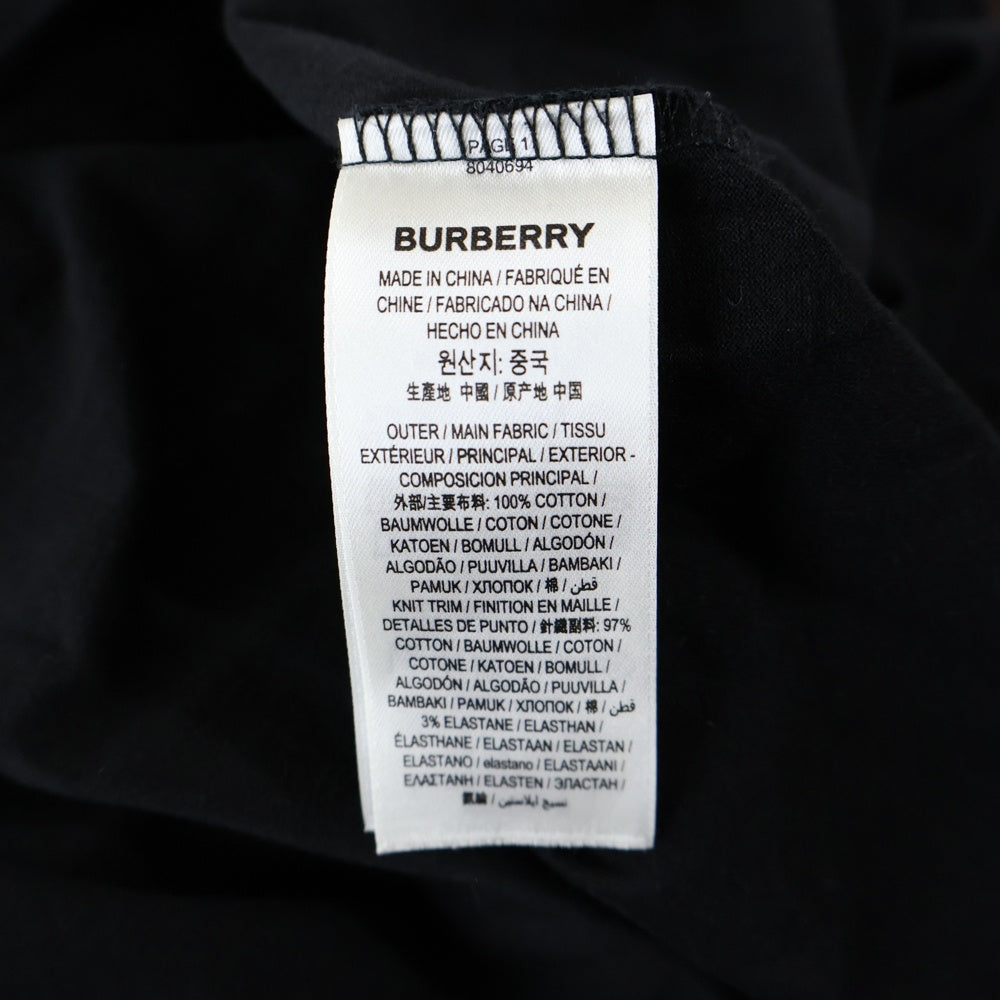 PAGE 1
8040694
BURBERRY
MADE IN CHINA / FABRIQUÉ EN
CHINE / FABRICADO NA CHINA /
HECHO EN CHINA
원산지: 중국
生產地 中國 / 原产地 中国
OUTER / MAIN FABRIC / TISSU
EXTÉRIEUR / PRINCIPAL / EXTERIOR -
COMPOSICION PRINCIPAL /
外部/主要布料: 100% COTTON /
BAUMWOLLE / COTON / COTONE /
KATOEN / BOMULL / ALGODÓN /
ALGODÃO / PUUVILLA / BAMBAKI /
PAMUK / ХЛОПОК / 棉 / قطن
KNIT TRIM / FINITION EN MAILLE /
DETALLES DE PUNTO / 針織副料: 97%
COTTON / BAUMWOLLE / COTON /
COTONE / KATOEN / BOMULL /
ALGODÓN / ALGODÃO / PUUVILLA /
BAMBAKI / PAMUK / ХЛОПОК / 棉 / قطن
3% ELASTANE / ELASTHAN /
ÉLASTHANE / ELASTAAN / ELASTAN /
ELASTANO / elastano / ELASTAANI /
ΕΛΑΣΤΑΝΗ / ELASTEN / ЭЛАСТАН /
氨綸 / نسيج ايلاستين